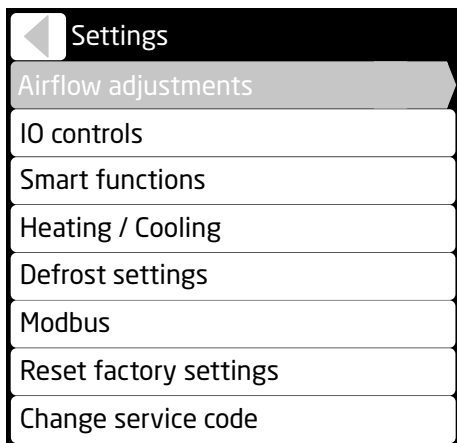 Settings
Airflow adjustments
IO controls
Smart functions
Heating / Cooling
Defrost settings
Modbus
Reset factory settings
Change service code